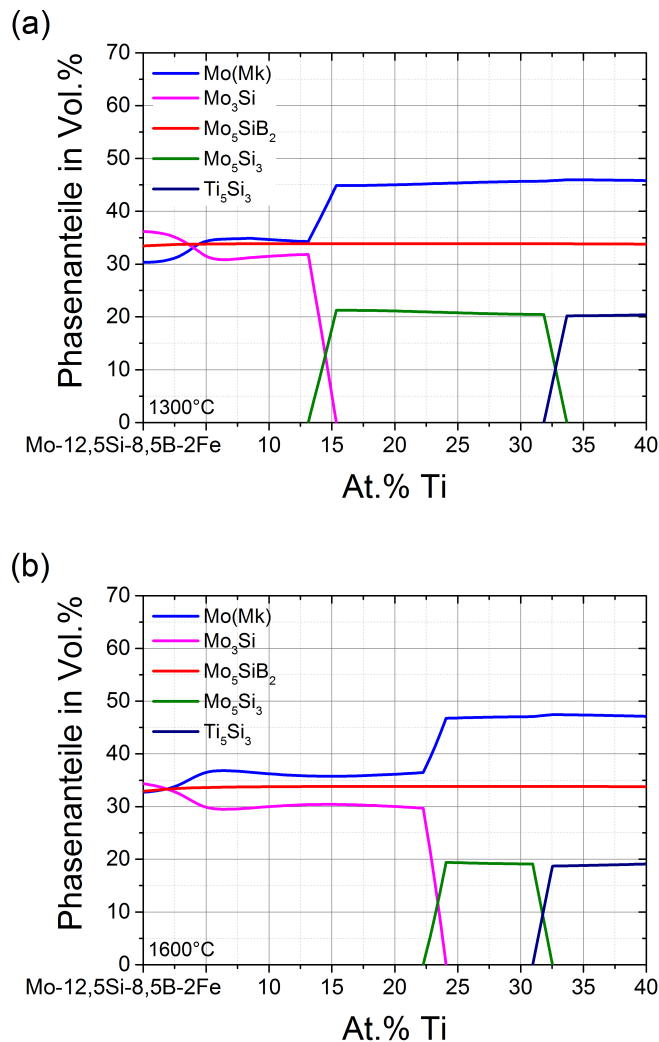 (a)
Phasenanteile in Vol.%
70
60
50
40
30
20
10
0
Mo(Mk)
Mo₃Si
Mo₅SiB₂
Mo₅Si₃
Ti₅Si₃
1300°C
Mo-12,5Si-8,5B-2Fe 10 15 20 25 30 35 40
At.% Ti
(b)
Phasenanteile in Vol.%
70
60
50
40
30
20
10
0
Mo(Mk)
Mo₃Si
Mo₅SiB₂
Mo₅Si₃
Ti₅Si₃
1600°C
Mo-12,5Si-8,5B-2Fe 10 15 20 25 30 35 40
At.% Ti